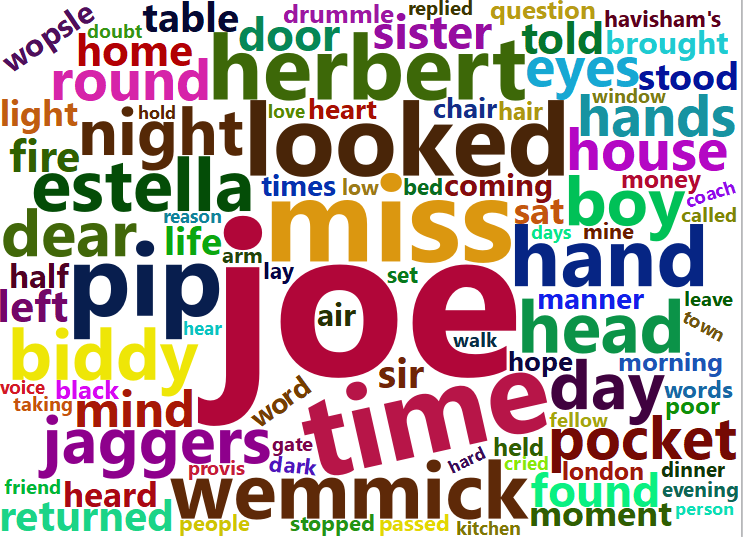 wopsle
doubt
table
drummle
replied
question
havisham's
home
door
sister
told
brought
round
herbert
eyes
stood
window
light
hold
night
love
heart
looked
chair
hair
hands
fire
house
estella
times
low
bed
coming
money
coach
dear
reason
life
miss
sat
boy
called
days
mine
arm
half
pip
lay
set
hand
left
joe
air
manner
leave
hear
walk
head
town
biddy
sir
hope
morning
voice
black
word
time
day
words
taking
mind
poor
fellow
jaggers
gate
held
pocket
provis
dark
hard
cried
london
dinner
friend
heard
wemmick
found
evening
returned
people
stopped
passed
kitchen
moment
person